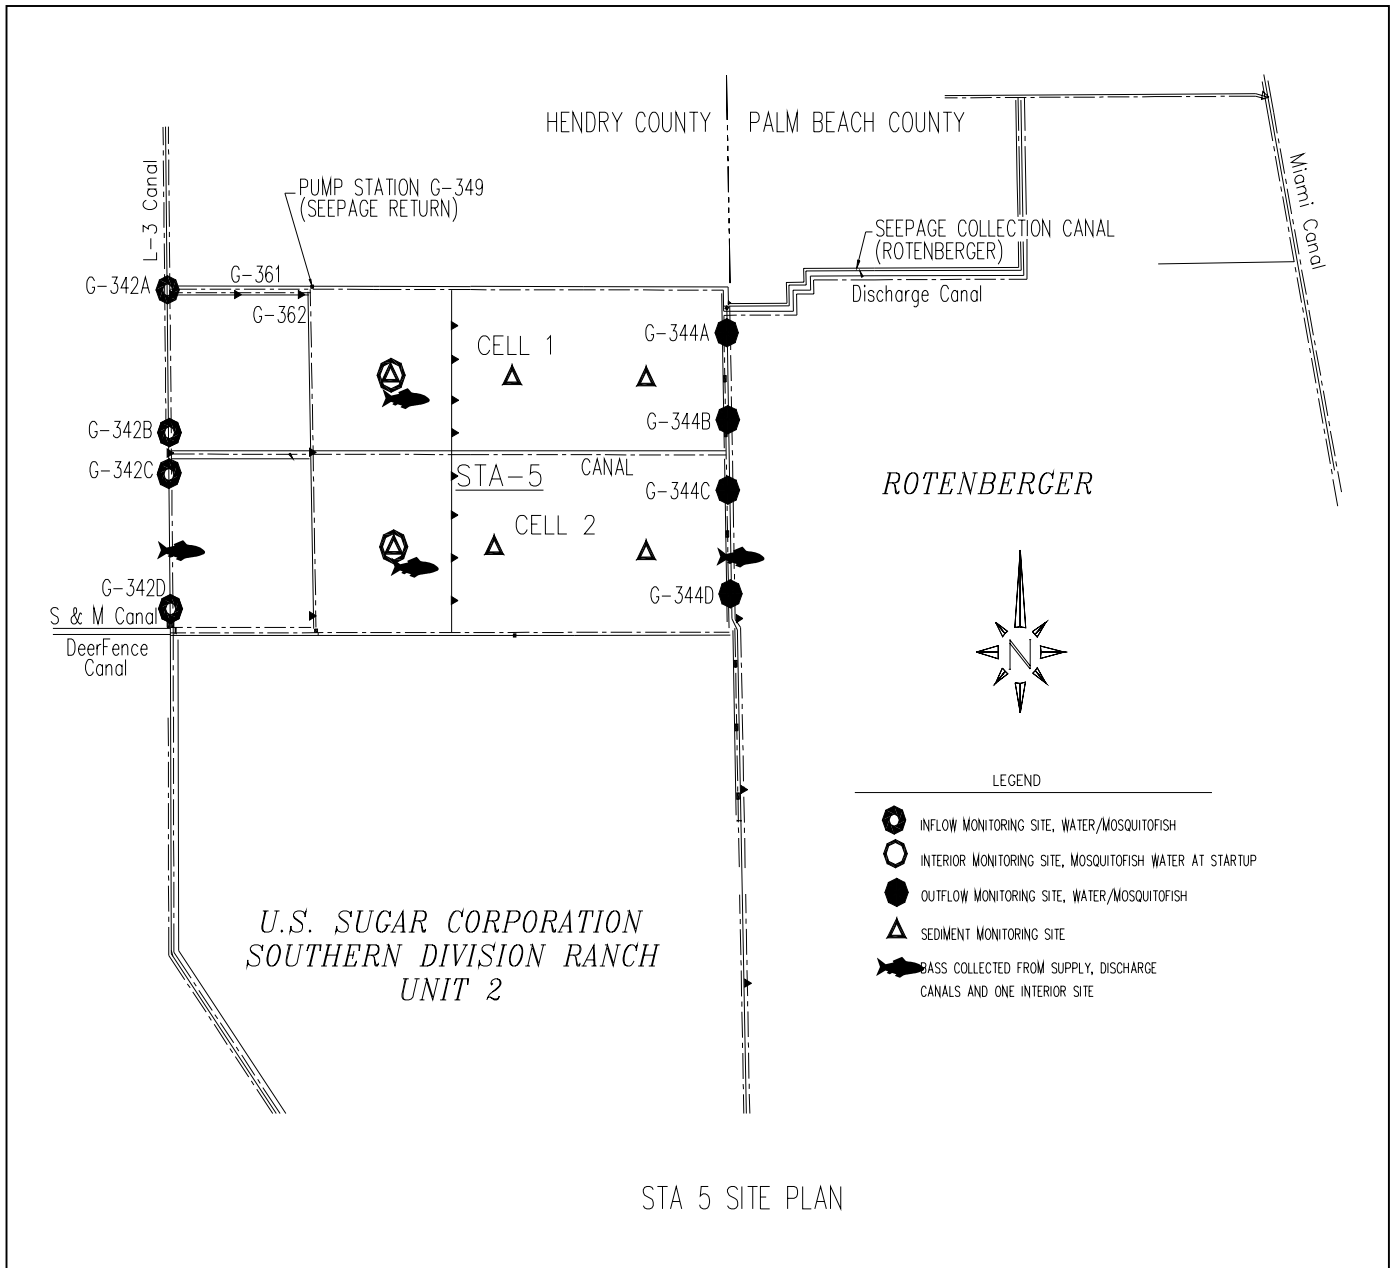 HENDRY COUNTY
PALM BEACH COUNTY
L-3 Canal
PUMP STATION G-349
(SEEPAGE RETURN)
Miami Canal
SEEPAGE COLLECTION CANAL
(ROTENBERGER)
Discharge Canal
G-342A
G-361
G-362
G-344A
CELL 1
G-342B
G-344B
G-342C
STA-5
CANAL
G-344C
ROTENBERGER
CELL 2
G-342D
G-344D
S & M Canal
DeerFence
Canal
N
LEGEND
INFLOW MONITORING SITE, WATER/MOSQUITOFISH
INTERIOR MONITORING SITE, MOSQUITOFISH WATER AT STARTUP
OUTFLOW MONITORING SITE, WATER/MOSQUITOFISH
SEDIMENT MONITORING SITE
BASS COLLECTED FROM SUPPLY, DISCHARGE
CANALS AND ONE INTERIOR SITE
U.S. SUGAR CORPORATION
SOUTHERN DIVISION RANCH
UNIT 2
STA 5 SITE PLAN